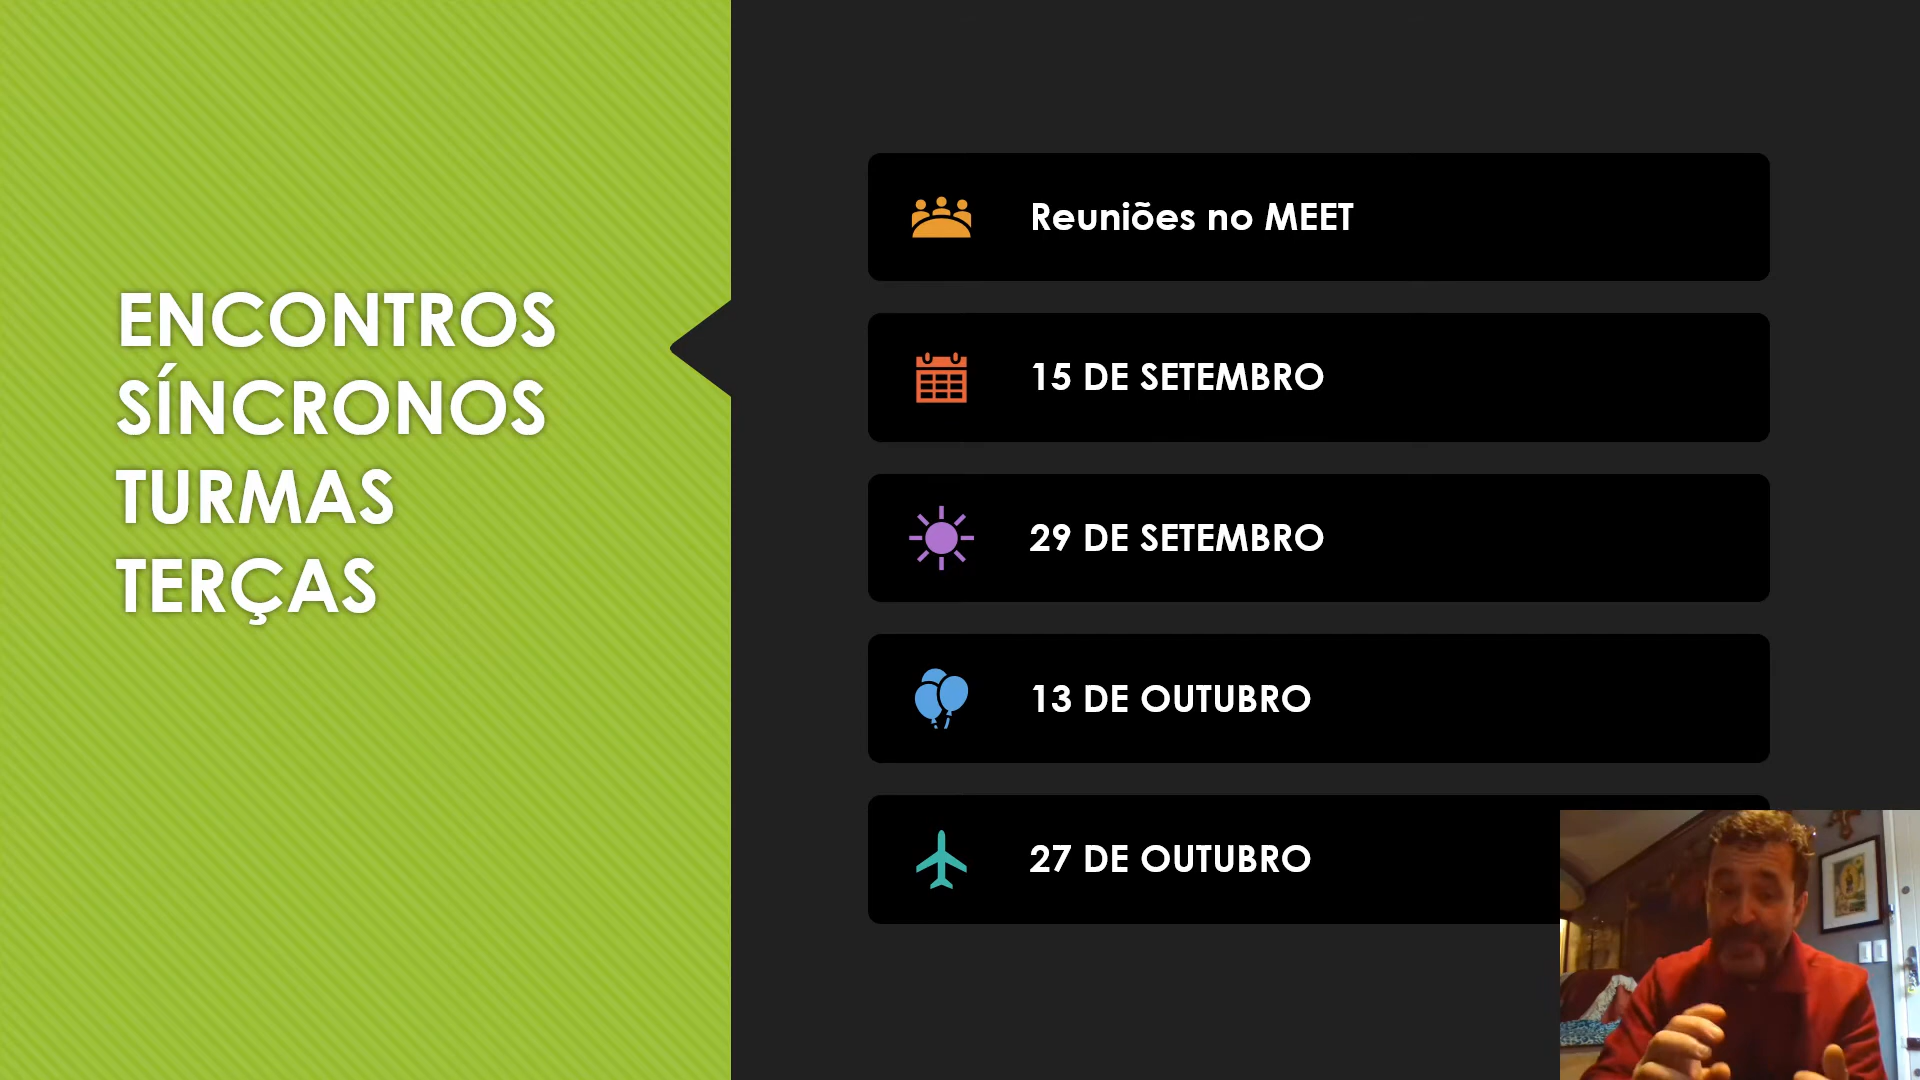 ENCONTROS
SÍNCRONOS
TURMAS
TERÇAS
Reuniões no MEET
15 DE SETEMBRO
29 DE SETEMBRO
13 DE OUTUBRO
27 DE OUTUBRO